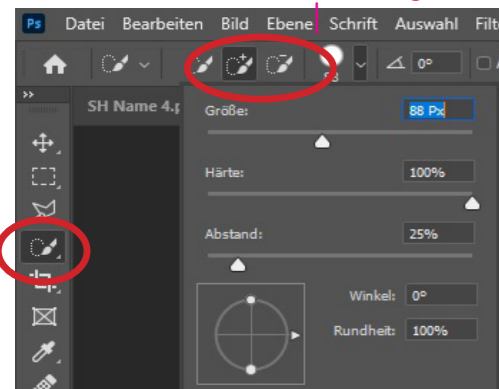 Ps Datei Bearbeiten Bild Ebene Schrift Auswahl Filt
0°
SH Name 4.p
Größe: 88 Px
Härte: 100%
Abstand: 25%
Winkel: 0°
Rundheit: 100%